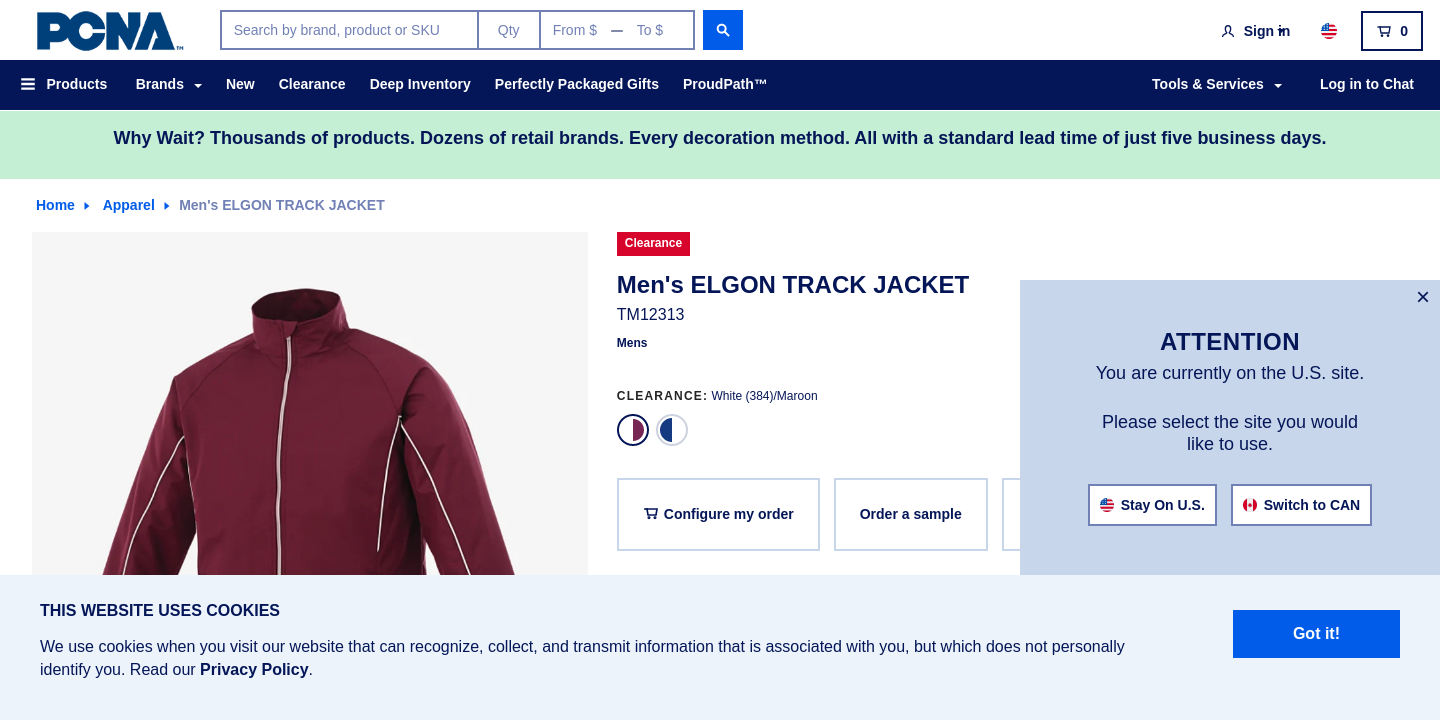 PCNA™
Search by brand, product or SKU
Qty
From $ — To $
Sign in
0
Products
Brands
New
Clearance
Deep Inventory
Perfectly Packaged Gifts
ProudPath™
Tools & Services
Log in to Chat
Why Wait? Thousands of products. Dozens of retail brands. Every decoration method. All with a standard lead time of just five business days.
Home
Apparel
Men's ELGON TRACK JACKET
Clearance
Men's ELGON TRACK JACKET
TM12313
Mens
CLEARANCE: White (384)/Maroon
Configure my order
Order a sample
×
ATTENTION
You are currently on the U.S. site.
Please select the site you would
like to use.
Stay On U.S.
Switch to CAN
THIS WEBSITE USES COOKIES
We use cookies when you visit our website that can recognize, collect, and transmit information that is associated with you, but which does not personally
identify you. Read our Privacy Policy.
Got it!